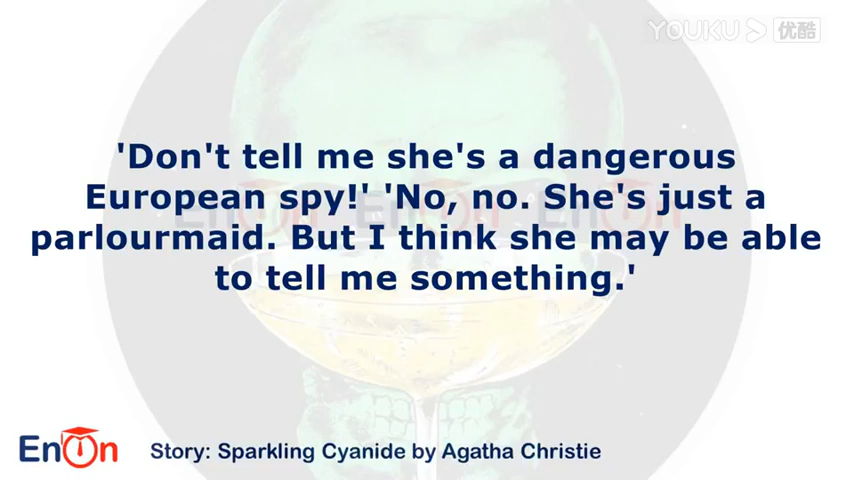 YOUKU 优酷
'Don't tell me she's a dangerous
European spy!' 'No, no. She's just a
parlourmaid. But I think she may be able
to tell me something.'
EnOn
Story: Sparkling Cyanide by Agatha Christie